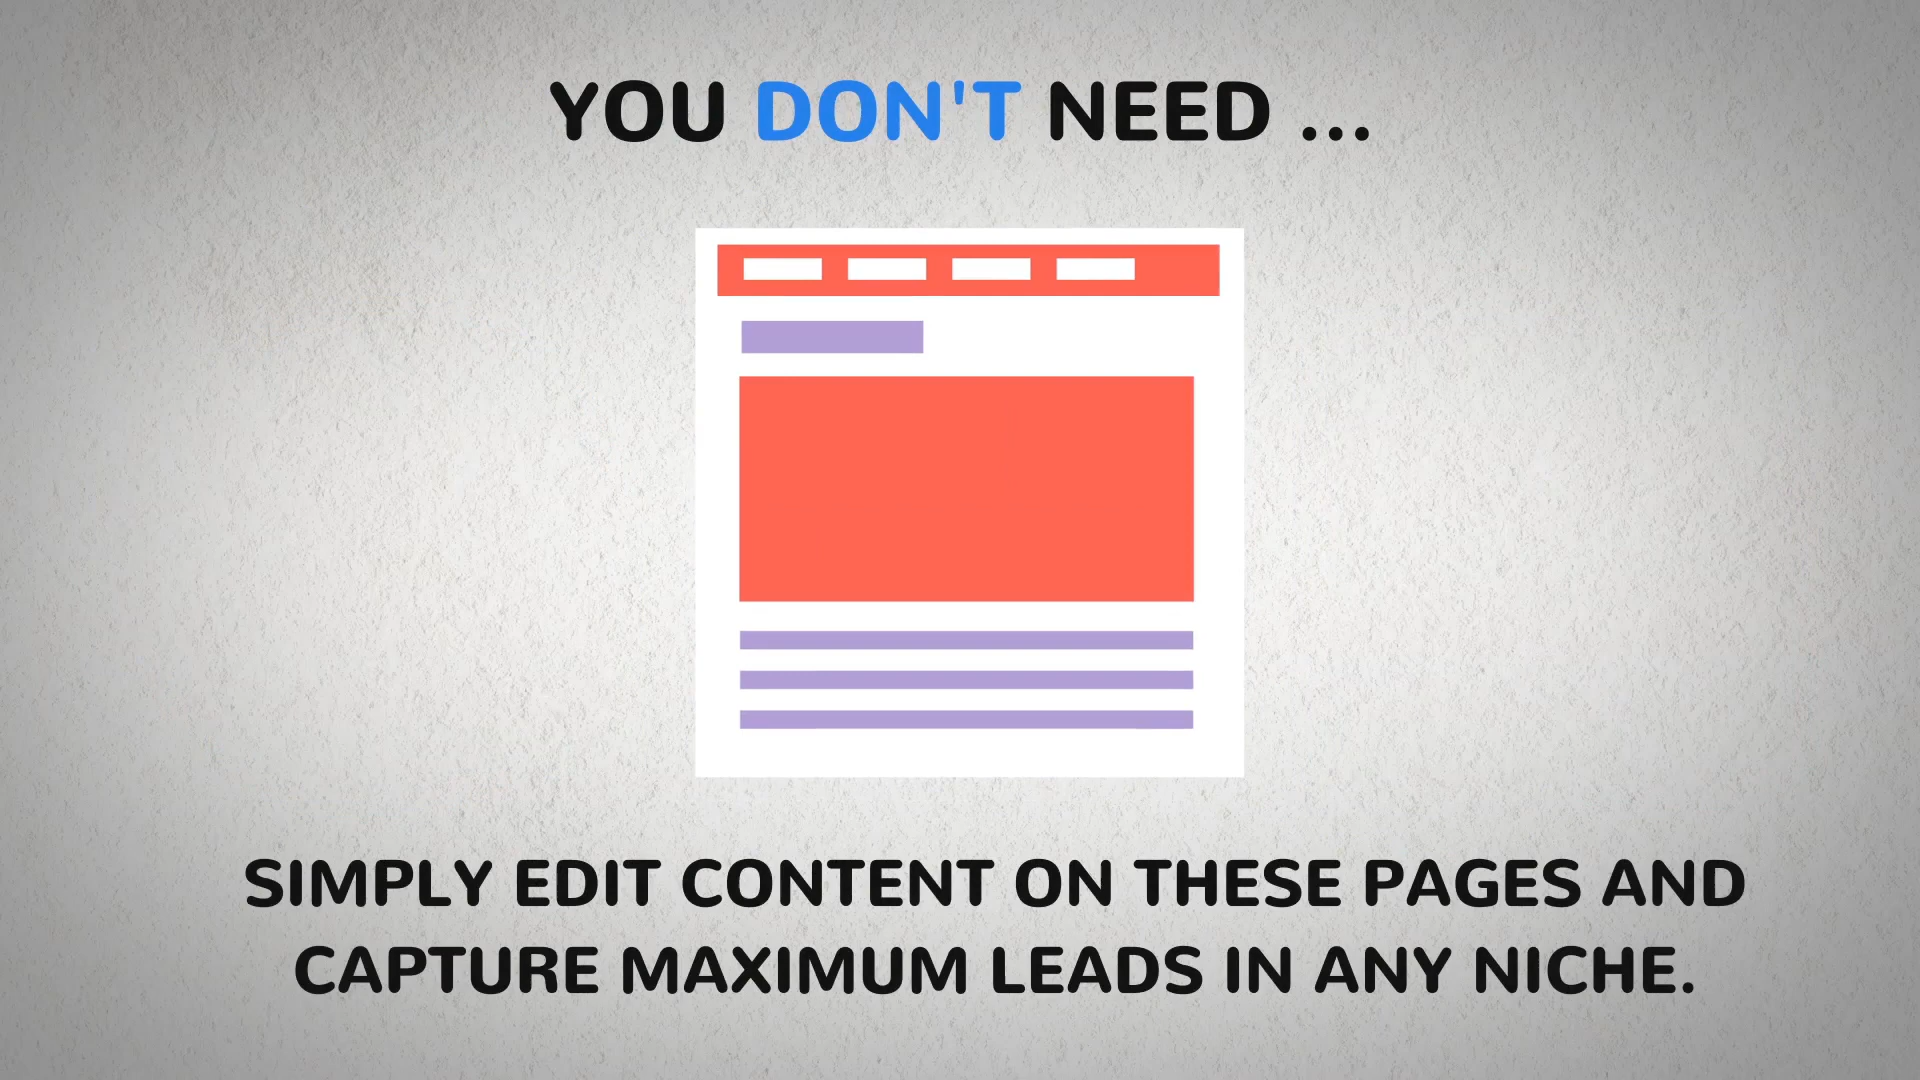 YOU DON'T NEED ...
SIMPLY EDIT CONTENT ON THESE PAGES AND
CAPTURE MAXIMUM LEADS IN ANY NICHE.